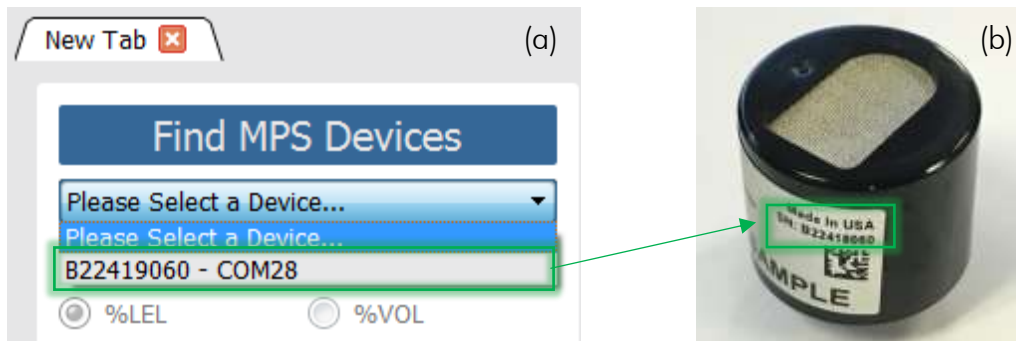 New Tab
(a)
Find MPS Devices
Please Select a Device...
Please Select a Device...
B22419060 - COM28
%LEL
%VOL
(b)
Made in USA
SN: B22419060
AMPLE